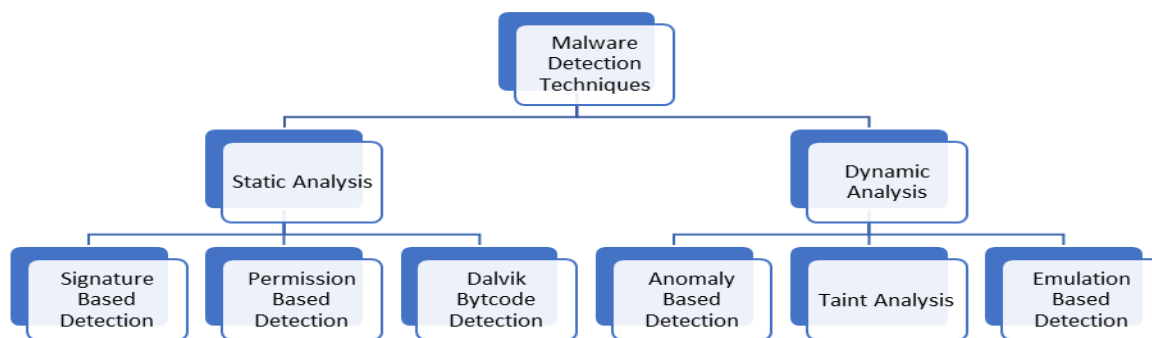 Malware
Detection
Techniques
Static Analysis
Dynamic
Analysis
Signature
Based
Detection
Permission
Based
Detection
Dalvik
Bytcode
Detection
Anomaly
Based
Detection
Taint Analysis
Emulation
Based
Detection